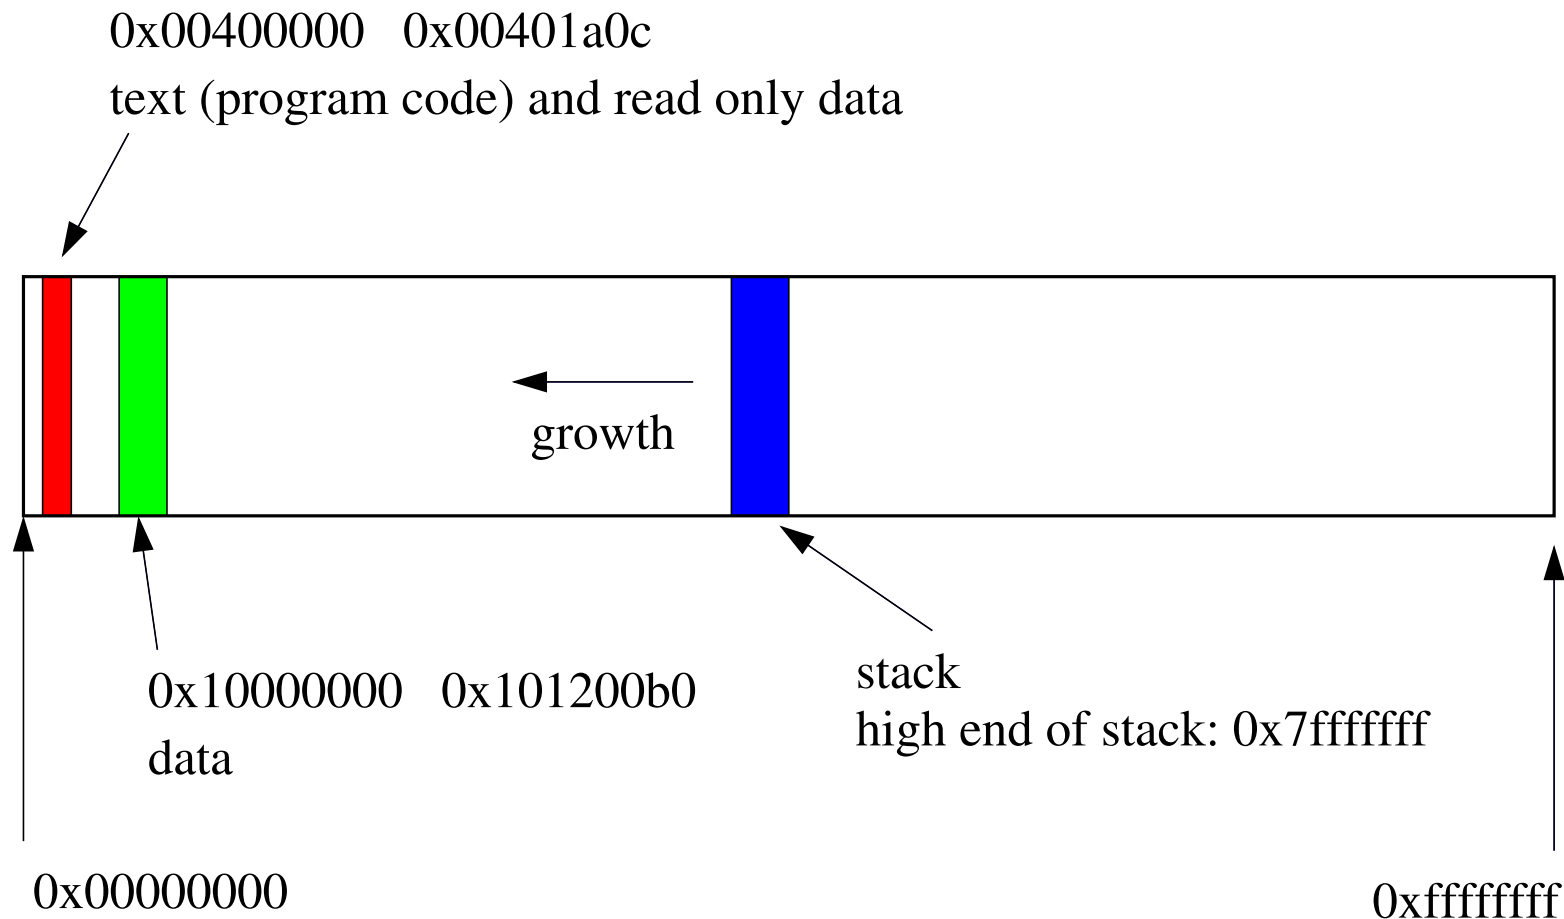 0x00400000 0x00401a0c
text (program code) and read only data
growth
0x10000000 0x101200b0
data
stack
high end of stack: 0x7fffffff
0x00000000
0xffffffff